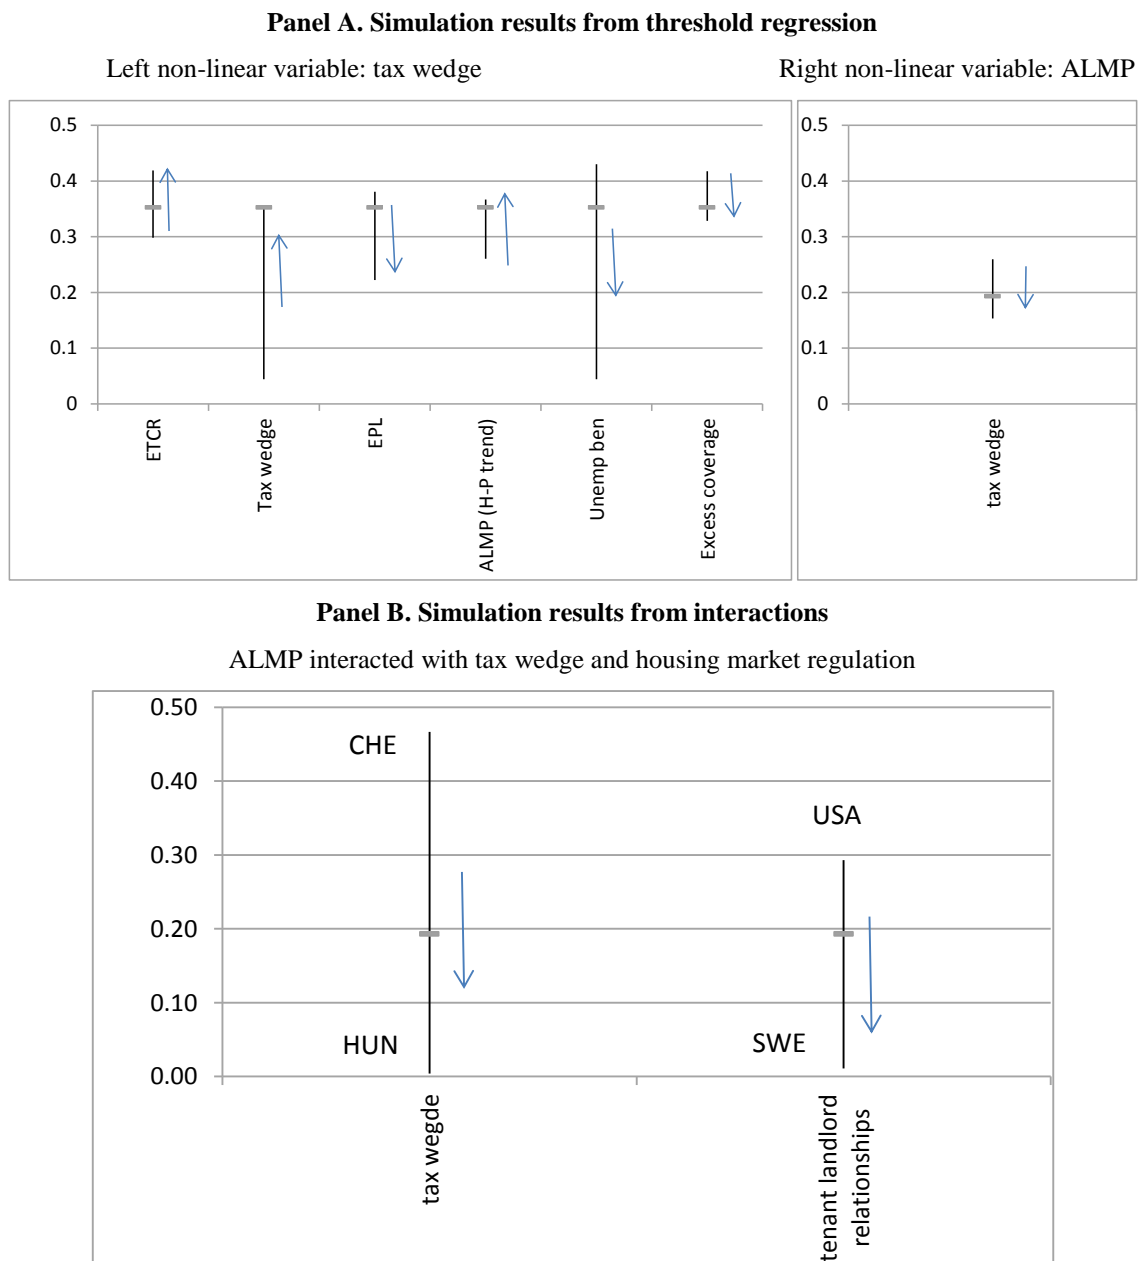 Panel A. Simulation results from threshold regression
Left non-linear variable: tax wedge
Right non-linear variable: ALMP
0.5
0.4
0.3
0.2
0.1
0
ETCR
Tax wedge
EPL
ALMP (H-P trend)
Unemp ben
Excess coverage
0.5
0.4
0.3
0.2
0.1
0
tax wedge
Panel B. Simulation results from interactions
ALMP interacted with tax wedge and housing market regulation
0.50
0.40
0.30
0.20
0.10
0.00
CHE
HUN
USA
SWE
tax wegde
tenant landlord
relationships